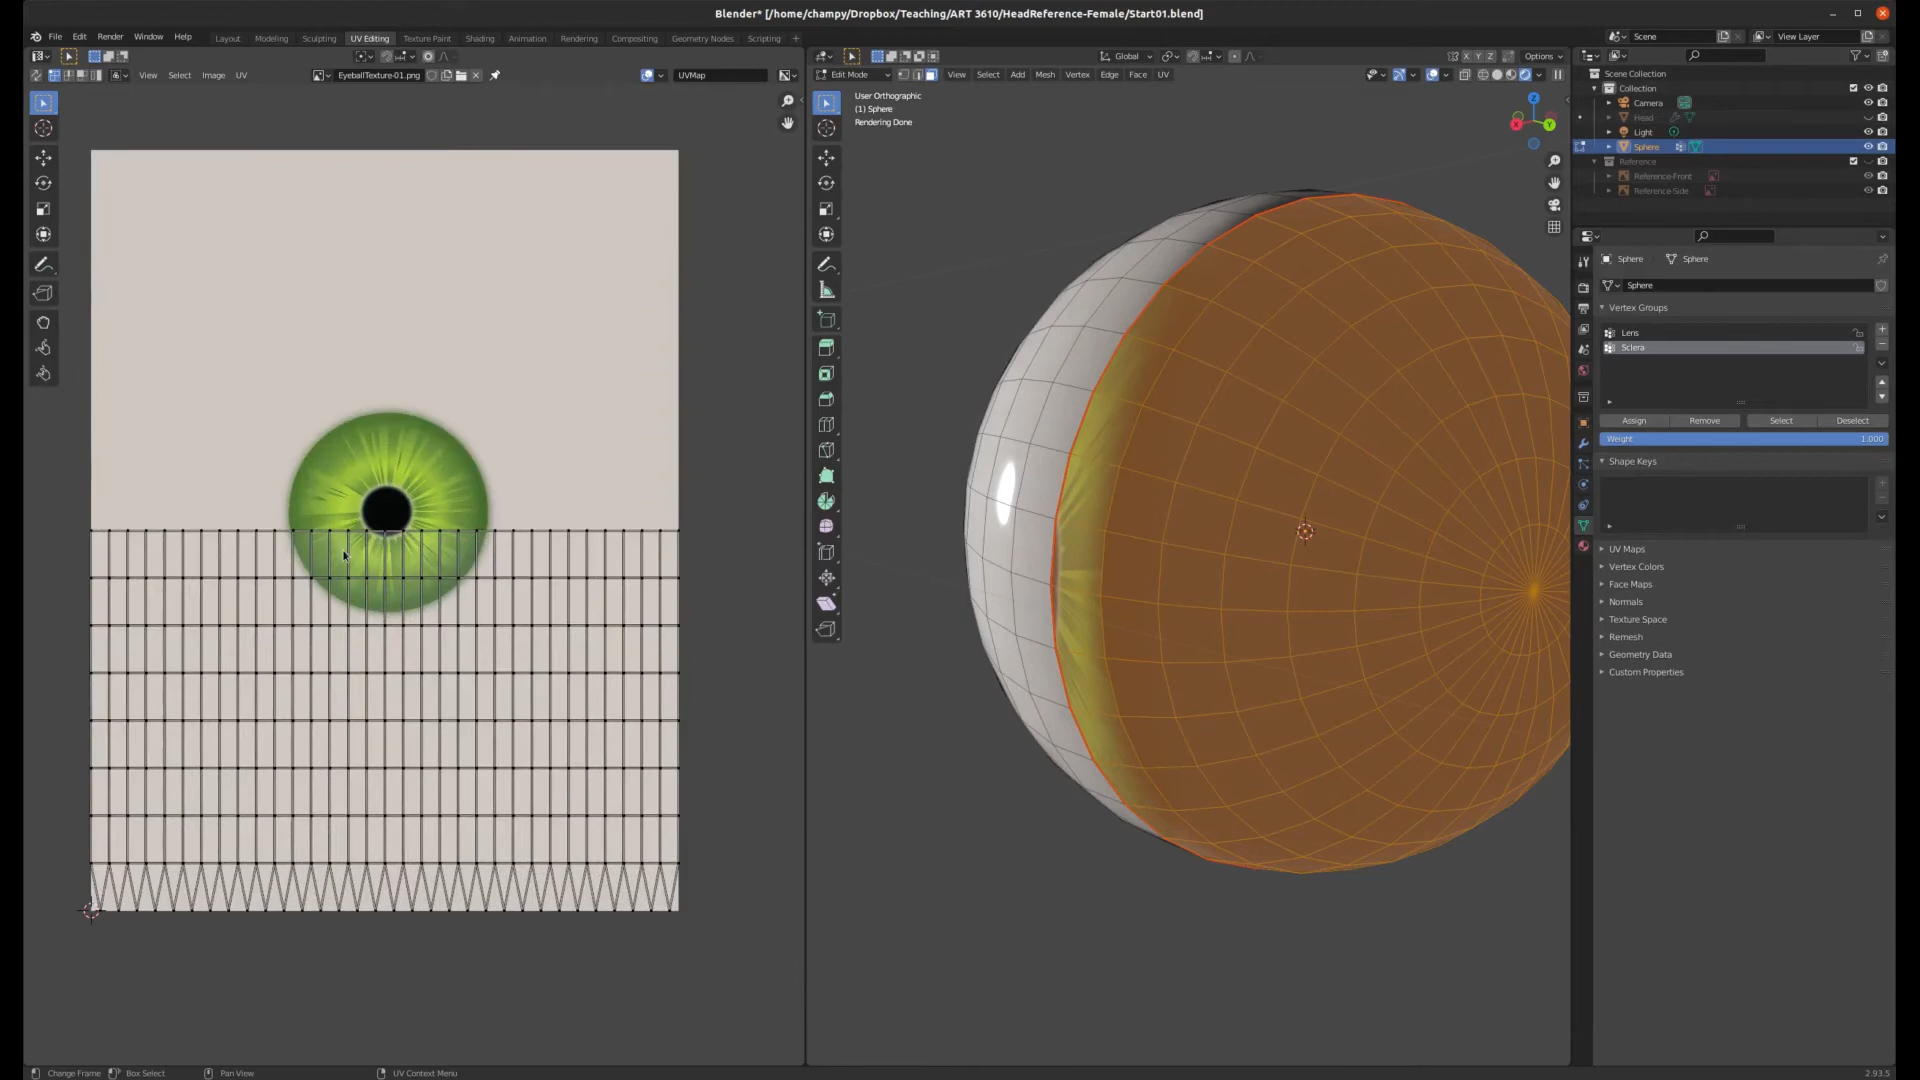 Blender* [/home/champy/Dropbox/Teaching/ART 3610/HeadReference-Female/Start01.blend]
File Edit Render Window Help Layout Modeling Sculpting UV Editing Texture Paint Shading Animation Rendering Compositing Geometry Nodes Scripting + Scene View Layer
Global Options
View Select Image UV EyeballTexture-01.png UVMap Edit Mode View Select Add Mesh Vertex Edge Face UV
User Orthographic
(1) Sphere
Rendering Done
Z
X
Y
Scene Collection
Collection
Camera
Head
Light
Sphere
Reference
Reference-Front
Reference-Side
Sphere Sphere
Sphere
Vertex Groups
Lens
Sclera
Assign Remove Select Deselect
Weight 1.000
Shape Keys
UV Maps
Vertex Colors
Face Maps
Normals
Texture Space
Remesh
Geometry Data
Custom Properties
Change Frame Box Select Pan View UV Context Menu 2.93.5